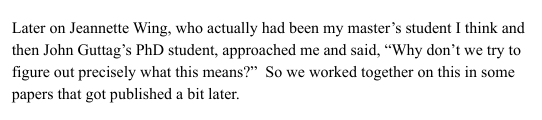 Later on Jeannette Wing, who actually had been my master’s student I think and
then John Guttag’s PhD student, approached me and said, “Why don’t we try to
figure out precisely what this means?”  So we worked together on this in some
papers that got published a bit later.